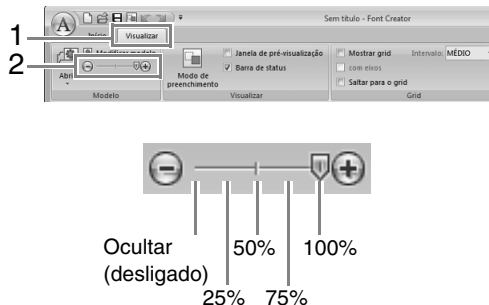 Sem título - Font Creator
1
Início
Visualizar
2
Modificar modelo
Abrir
Modelo
Modo de preenchimento
Janela de pré-visualização
Barra de status
Visualizar
Mostrar grid
Intervalo: MÉDIO
com eixos
Saltar para o grid
Grid
Ocultar
(desligado)
50%
100%
25%
75%